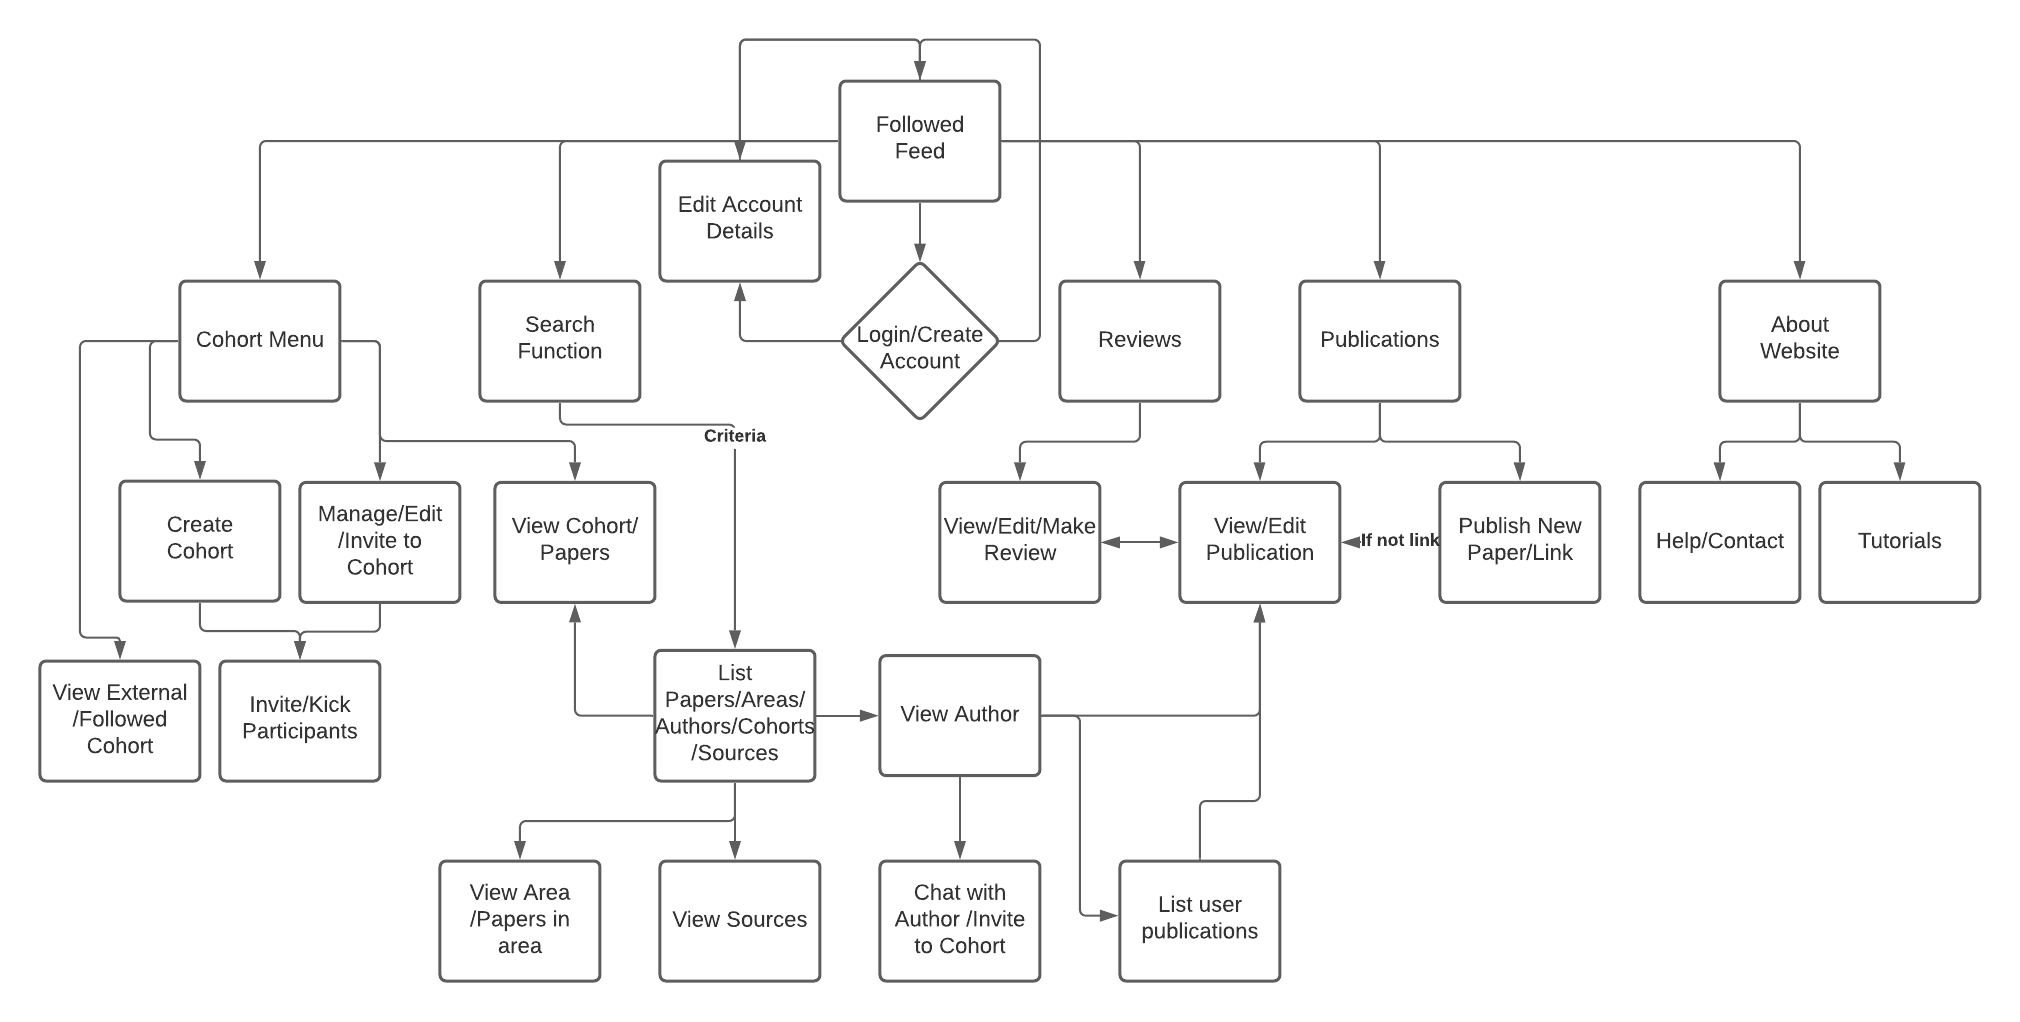 Followed
Feed
Edit Account
Details
Cohort Menu
Search
Function
Login/Create
Account
Reviews
Publications
About
Website
Criteria
Create
Cohort
Manage/Edit
/Invite to
Cohort
View Cohort/
Papers
View/Edit/Make
Review
View/Edit
Publication
If not link
Publish New
Paper/Link
Help/Contact
Tutorials
View External
/Followed
Cohort
Invite/Kick
Participants
List
Papers/Areas/
Authors/Cohorts
/Sources
View Author
View Area
/Papers in
area
View Sources
Chat with
Author /Invite
to Cohort
List user
publications